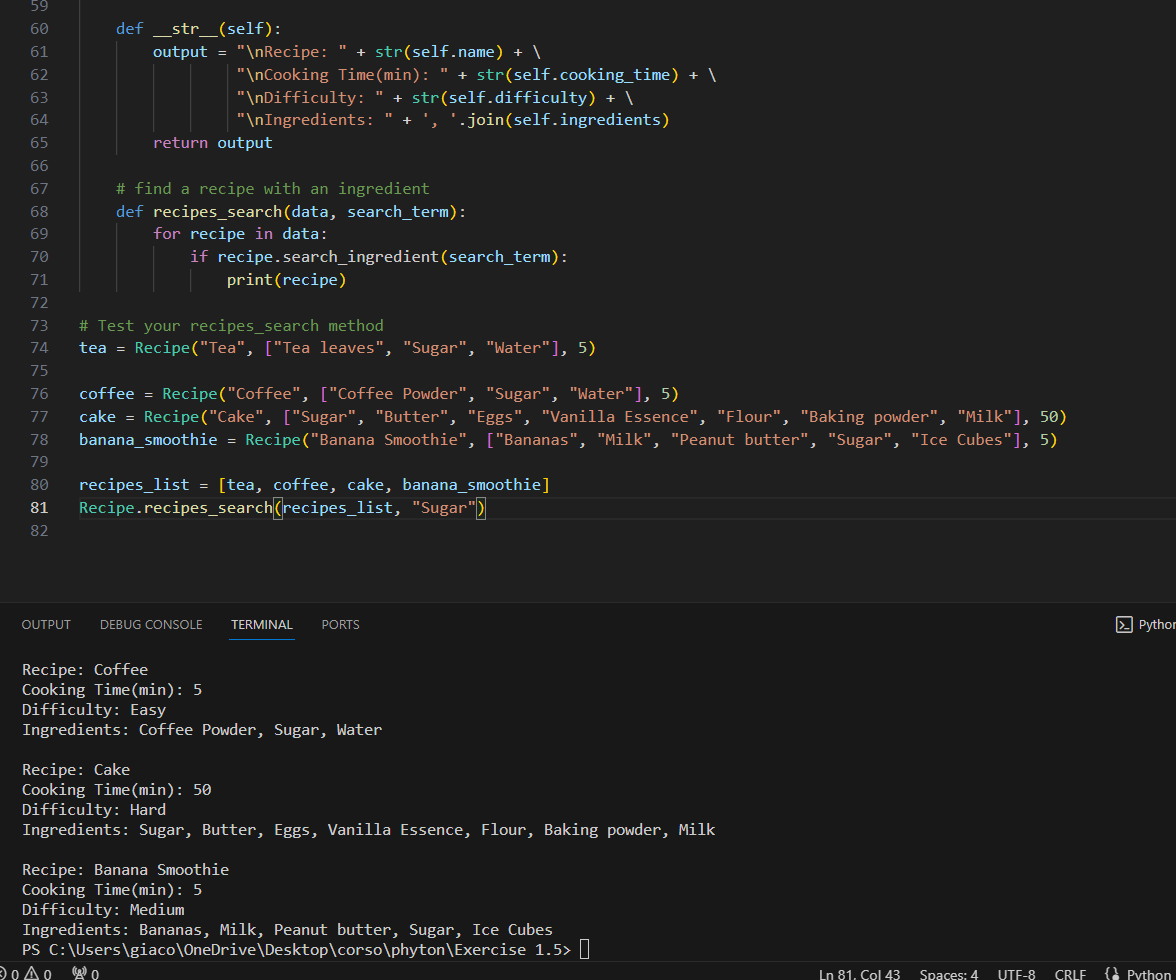 59
60 def __str__(self):
61 output = "\nRecipe: " + str(self.name) + \
62 "\nCooking Time(min): " + str(self.cooking_time) + \
63 "\nDifficulty: " + str(self.difficulty) + \
64 "\nIngredients: " + ', '.join(self.ingredients)
65 return output
66
67 # find a recipe with an ingredient
68 def recipes_search(data, search_term):
69 for recipe in data:
70 if recipe.search_ingredient(search_term):
71 print(recipe)
72
73 # Test your recipes_search method
74 tea = Recipe("Tea", ["Tea leaves", "Sugar", "Water"], 5)
75
76 coffee = Recipe("Coffee", ["Coffee Powder", "Sugar", "Water"], 5)
77 cake = Recipe("Cake", ["Sugar", "Butter", "Eggs", "Vanilla Essence", "Flour", "Baking powder", "Milk"], 50)
78 banana_smoothie = Recipe("Banana Smoothie", ["Bananas", "Milk", "Peanut butter", "Sugar", "Ice Cubes"], 5)
79
80 recipes_list = [tea, coffee, cake, banana_smoothie]
81 Recipe.recipes_search(recipes_list, "Sugar")
82
OUTPUT DEBUG CONSOLE TERMINAL PORTS Python
Recipe: Coffee
Cooking Time(min): 5
Difficulty: Easy
Ingredients: Coffee Powder, Sugar, Water
Recipe: Cake
Cooking Time(min): 50
Difficulty: Hard
Ingredients: Sugar, Butter, Eggs, Vanilla Essence, Flour, Baking powder, Milk
Recipe: Banana Smoothie
Cooking Time(min): 5
Difficulty: Medium
Ingredients: Bananas, Milk, Peanut butter, Sugar, Ice Cubes
PS C:\Users\giaco\OneDrive\Desktop\corso\phyton\Exercise 1.5>
0 0 0 Ln 81, Col 43 Spaces: 4 UTF-8 CRLF Python